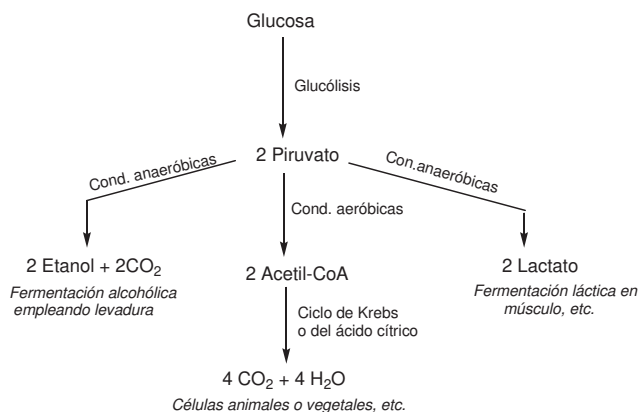 Glucosa
Glucólisis
2 Piruvato
Cond. anaeróbicas
Con.anaeróbicas
Cond. aeróbicas
2 Etanol + 2CO₂
Fermentación alcohólica
empleando levadura
2 Acetil-CoA
2 Lactato
Fermentación láctica en
músculo, etc.
Ciclo de Krebs
o del ácido cítrico
4 CO₂ + 4 H₂O
Células animales o vegetales, etc.